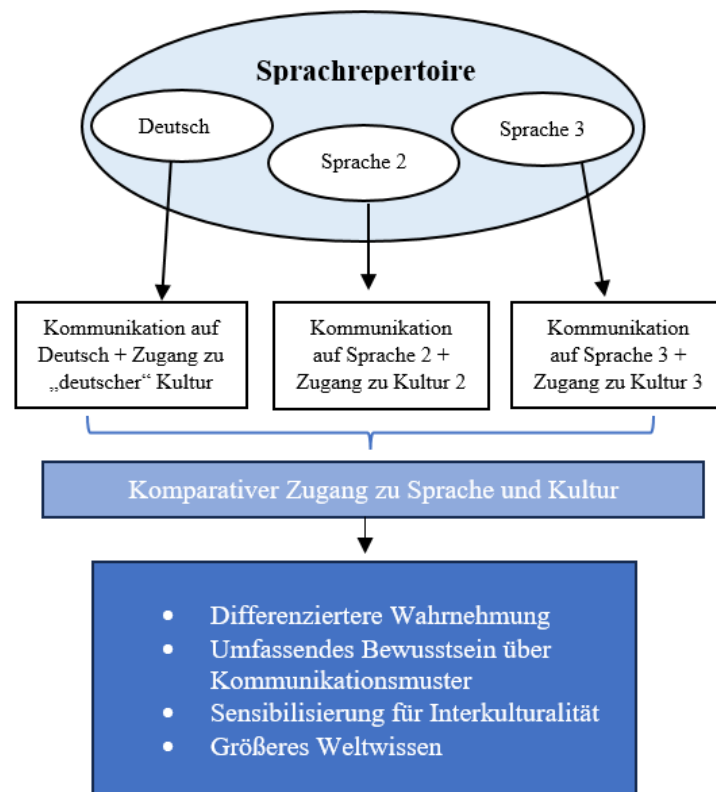 Sprachrepertoire
Deutsch
Sprache 2
Sprache 3
Kommunikation auf
Deutsch + Zugang zu
„deutscher“ Kultur
Kommunikation
auf Sprache 2 +
Zugang zu Kultur 2
Kommunikation
auf Sprache 3 +
Zugang zu Kultur 3
Komparativer Zugang zu Sprache und Kultur
• Differenziertere Wahrnehmung
• Umfassendes Bewusstsein über
Kommunikationsmuster
• Sensibilisierung für Interkulturalität
• Größeres Weltwissen